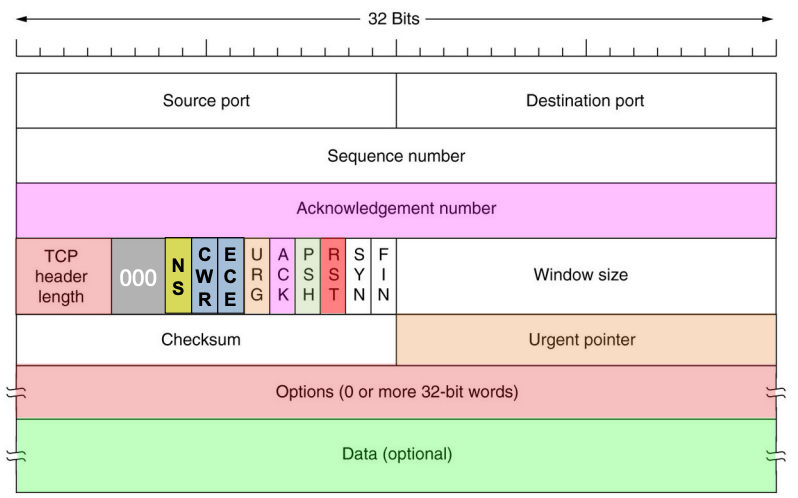 32 Bits
Source port
Destination port
Sequence number
Acknowledgement number
TCP
header
length
000
NS
CWR
ECE
URG
ACK
PSH
RST
SYN
FIN
Window size
Checksum
Urgent pointer
Options (0 or more 32-bit words)
Data (optional)